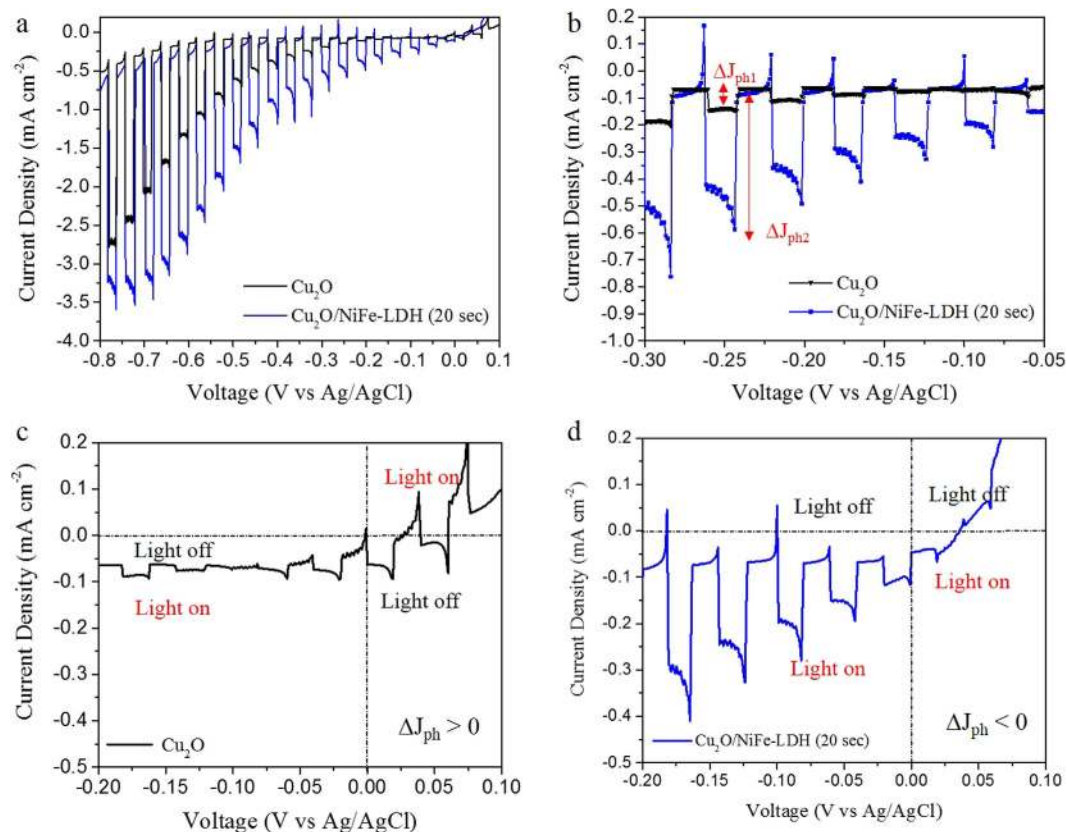 a
0.0
-0.5
-1.0
-1.5
-2.0
-2.5
-3.0
-3.5
-4.0
Current Density (mA cm-2)
Cu2O
Cu2O/NiFe-LDH (20 sec)
-0.8 -0.7 -0.6 -0.5 -0.4 -0.3 -0.2 -0.1 0.0 0.1
Voltage (V vs Ag/AgCl)
b
0.2
0.1
0.0
-0.1
-0.2
-0.3
-0.4
-0.5
-0.6
-0.7
-0.8
-0.9
-1.0
Current Density (mA cm-2)
ΔJph1
ΔJph2
Cu2O
Cu2O/NiFe-LDH (20 sec)
-0.30 -0.25 -0.20 -0.15 -0.10 -0.05
Voltage (V vs Ag/AgCl)
c
0.2
0.1
0.0
-0.1
-0.2
-0.3
-0.4
-0.5
Current Density (mA cm-2)
Light on
Light off
Light on
Light off
ΔJph > 0
Cu2O
-0.20 -0.15 -0.10 -0.05 0.00 0.05 0.10
Voltage (V vs Ag/AgCl)
d
0.2
0.1
0.0
-0.1
-0.2
-0.3
-0.4
-0.5
Current Density (mA cm-2)
Light off
Light off
Light on
Light on
ΔJph < 0
Cu2O/NiFe-LDH (20 sec)
-0.20 -0.15 -0.10 -0.05 0.00 0.05 0.10
Voltage (V vs Ag/AgCl)